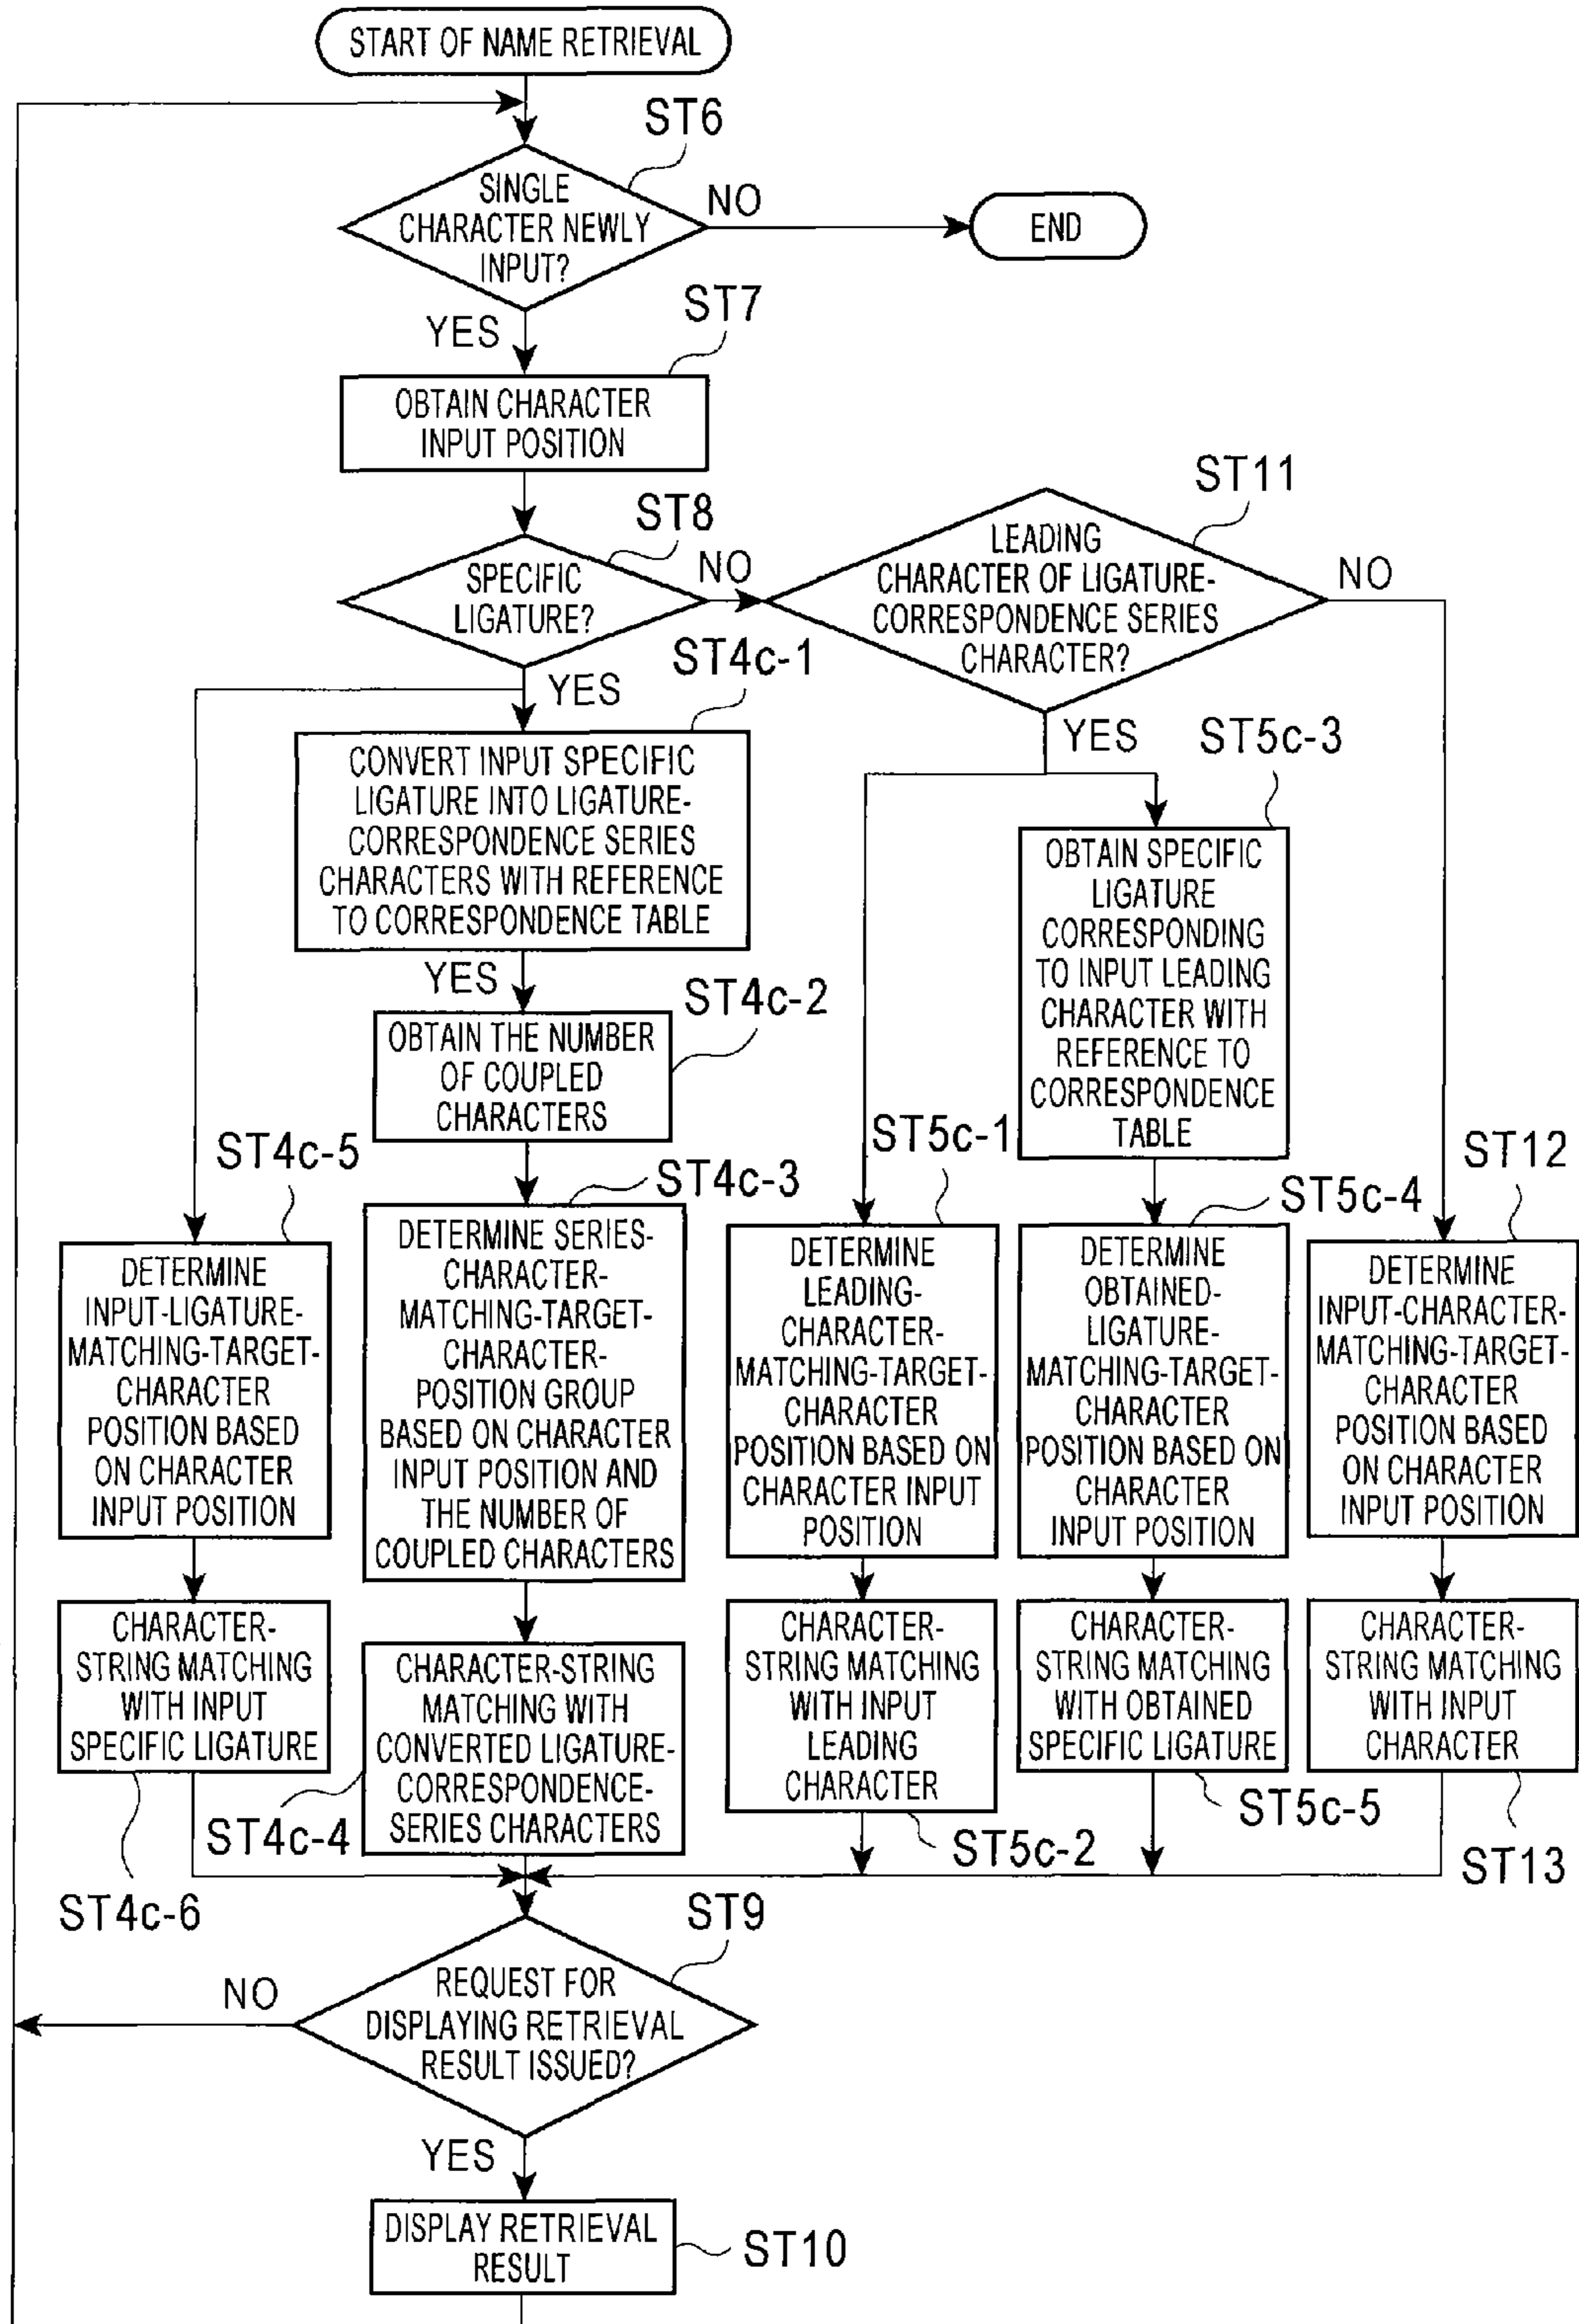 START OF NAME RETRIEVAL
ST6
SINGLE
CHARACTER NEWLY
INPUT?
NO
END
YES
ST7
OBTAIN CHARACTER
INPUT POSITION
ST8
SPECIFIC
LIGATURE?
NO
ST11
LEADING
CHARACTER OF LIGATURE-
CORRESPONDENCE SERIES
CHARACTER?
NO
YES
ST4c-1
CONVERT INPUT SPECIFIC
LIGATURE INTO LIGATURE-
CORRESPONDENCE SERIES
CHARACTERS WITH REFERENCE
TO CORRESPONDENCE TABLE
YES
ST5c-3
OBTAIN SPECIFIC
LIGATURE
CORRESPONDING
TO INPUT LEADING
CHARACTER WITH
REFERENCE TO
CORRESPONDENCE
TABLE
YES
ST4c-2
OBTAIN THE NUMBER
OF COUPLED
CHARACTERS
ST4c-5
DETERMINE
INPUT-LIGATURE-
MATCHING-TARGET-
CHARACTER
POSITION BASED
ON CHARACTER
INPUT POSITION
ST4c-3
DETERMINE SERIES-
CHARACTER-
MATCHING-TARGET-
CHARACTER-
POSITION GROUP
BASED ON CHARACTER
INPUT POSITION AND
THE NUMBER OF
COUPLED CHARACTERS
ST5c-1
DETERMINE
LEADING-
CHARACTER-
MATCHING-TARGET-
CHARACTER
POSITION BASED ON
CHARACTER INPUT
POSITION
ST5c-4
DETERMINE
OBTAINED-
LIGATURE-
MATCHING-TARGET-
CHARACTER
POSITION BASED ON
CHARACTER
INPUT POSITION
ST12
DETERMINE
INPUT-CHARACTER-
MATCHING-TARGET-
CHARACTER
POSITION BASED
ON CHARACTER
INPUT POSITION
CHARACTER-
STRING MATCHING
WITH INPUT
SPECIFIC LIGATURE
ST4c-6
CHARACTER-STRING
MATCHING WITH
CONVERTED LIGATURE-
CORRESPONDENCE-
SERIES CHARACTERS
ST4c-4
CHARACTER-
STRING MATCHING
WITH INPUT
LEADING
CHARACTER
ST5c-2
CHARACTER-
STRING MATCHING
WITH OBTAINED
SPECIFIC LIGATURE
ST5c-5
CHARACTER-
STRING MATCHING
WITH INPUT
CHARACTER
ST13
ST9
REQUEST FOR
DISPLAYING RETRIEVAL
RESULT ISSUED?
NO
YES
DISPLAY RETRIEVAL
RESULT
ST10